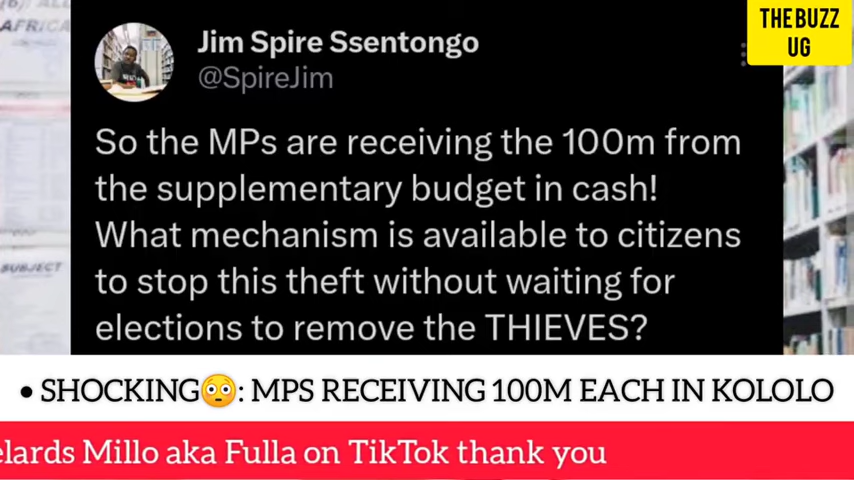 THE BUZZ
UG
AFRICA
Jim Spire Ssentongo
@SpireJim
So the MPs are receiving the 100m from
the supplementary budget in cash!
What mechanism is available to citizens
to stop this theft without waiting for
elections to remove the THIEVES?
SUBJECT
• SHOCKING😳: MPS RECEIVING 100M EACH IN KOLOLO
Millo aka Fulla on TikTok thank you